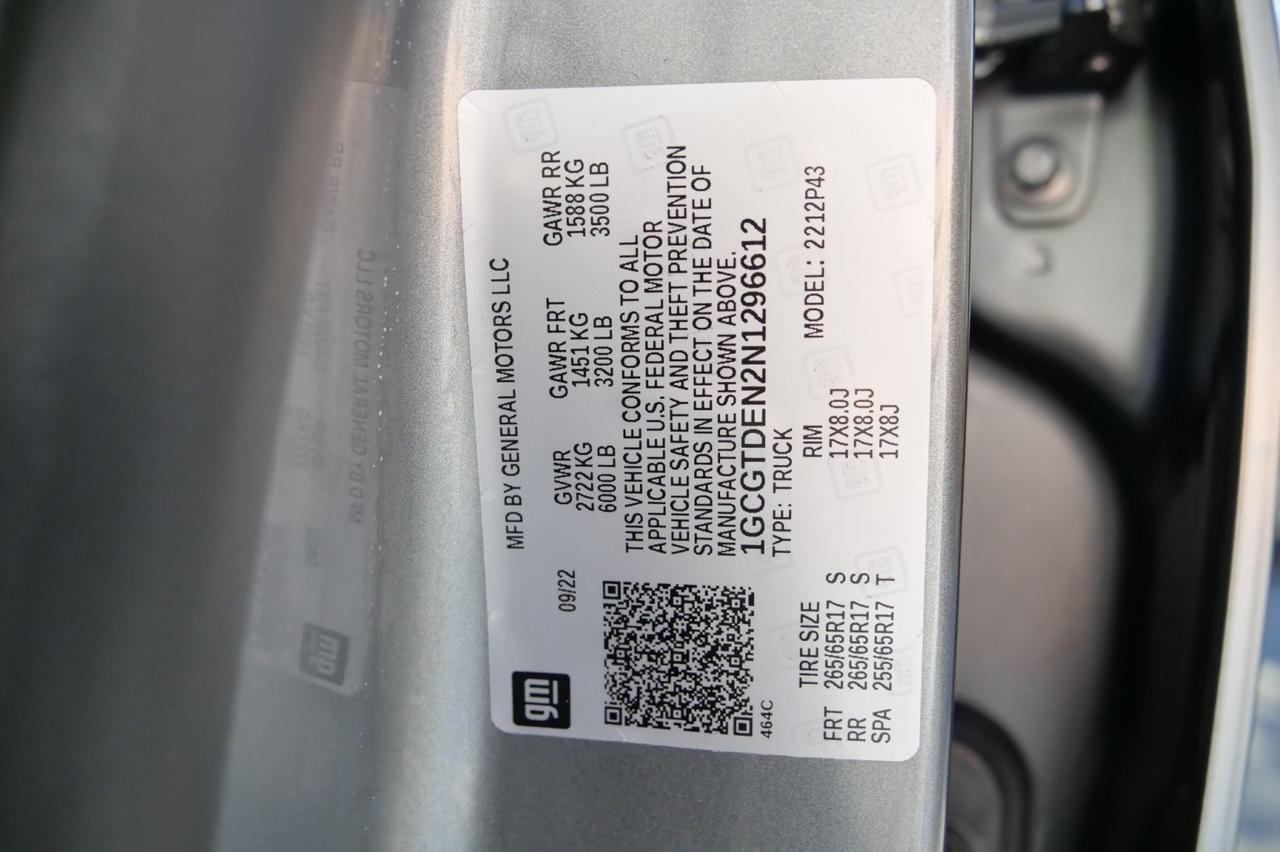 gm
09/22
MFD BY GENERAL MOTORS LLC
GVWR GAWR FRT GAWR RR
2722 KG 1451 KG 1588 KG
6000 LB 3200 LB 3500 LB
THIS VEHICLE CONFORMS TO ALL
APPLICABLE U.S. FEDERAL MOTOR
VEHICLE SAFETY AND THEFT PREVENTION
STANDARDS IN EFFECT ON THE DATE OF
MANUFACTURE SHOWN ABOVE.
1GCGTDEN2N1296612
464C
TYPE: TRUCK MODEL: 2212P43
TIRE SIZE RIM
FRT 265/65R17 S 17X8.0J
RR 265/65R17 S 17X8.0J
SPA 255/65R17 T 17X8J